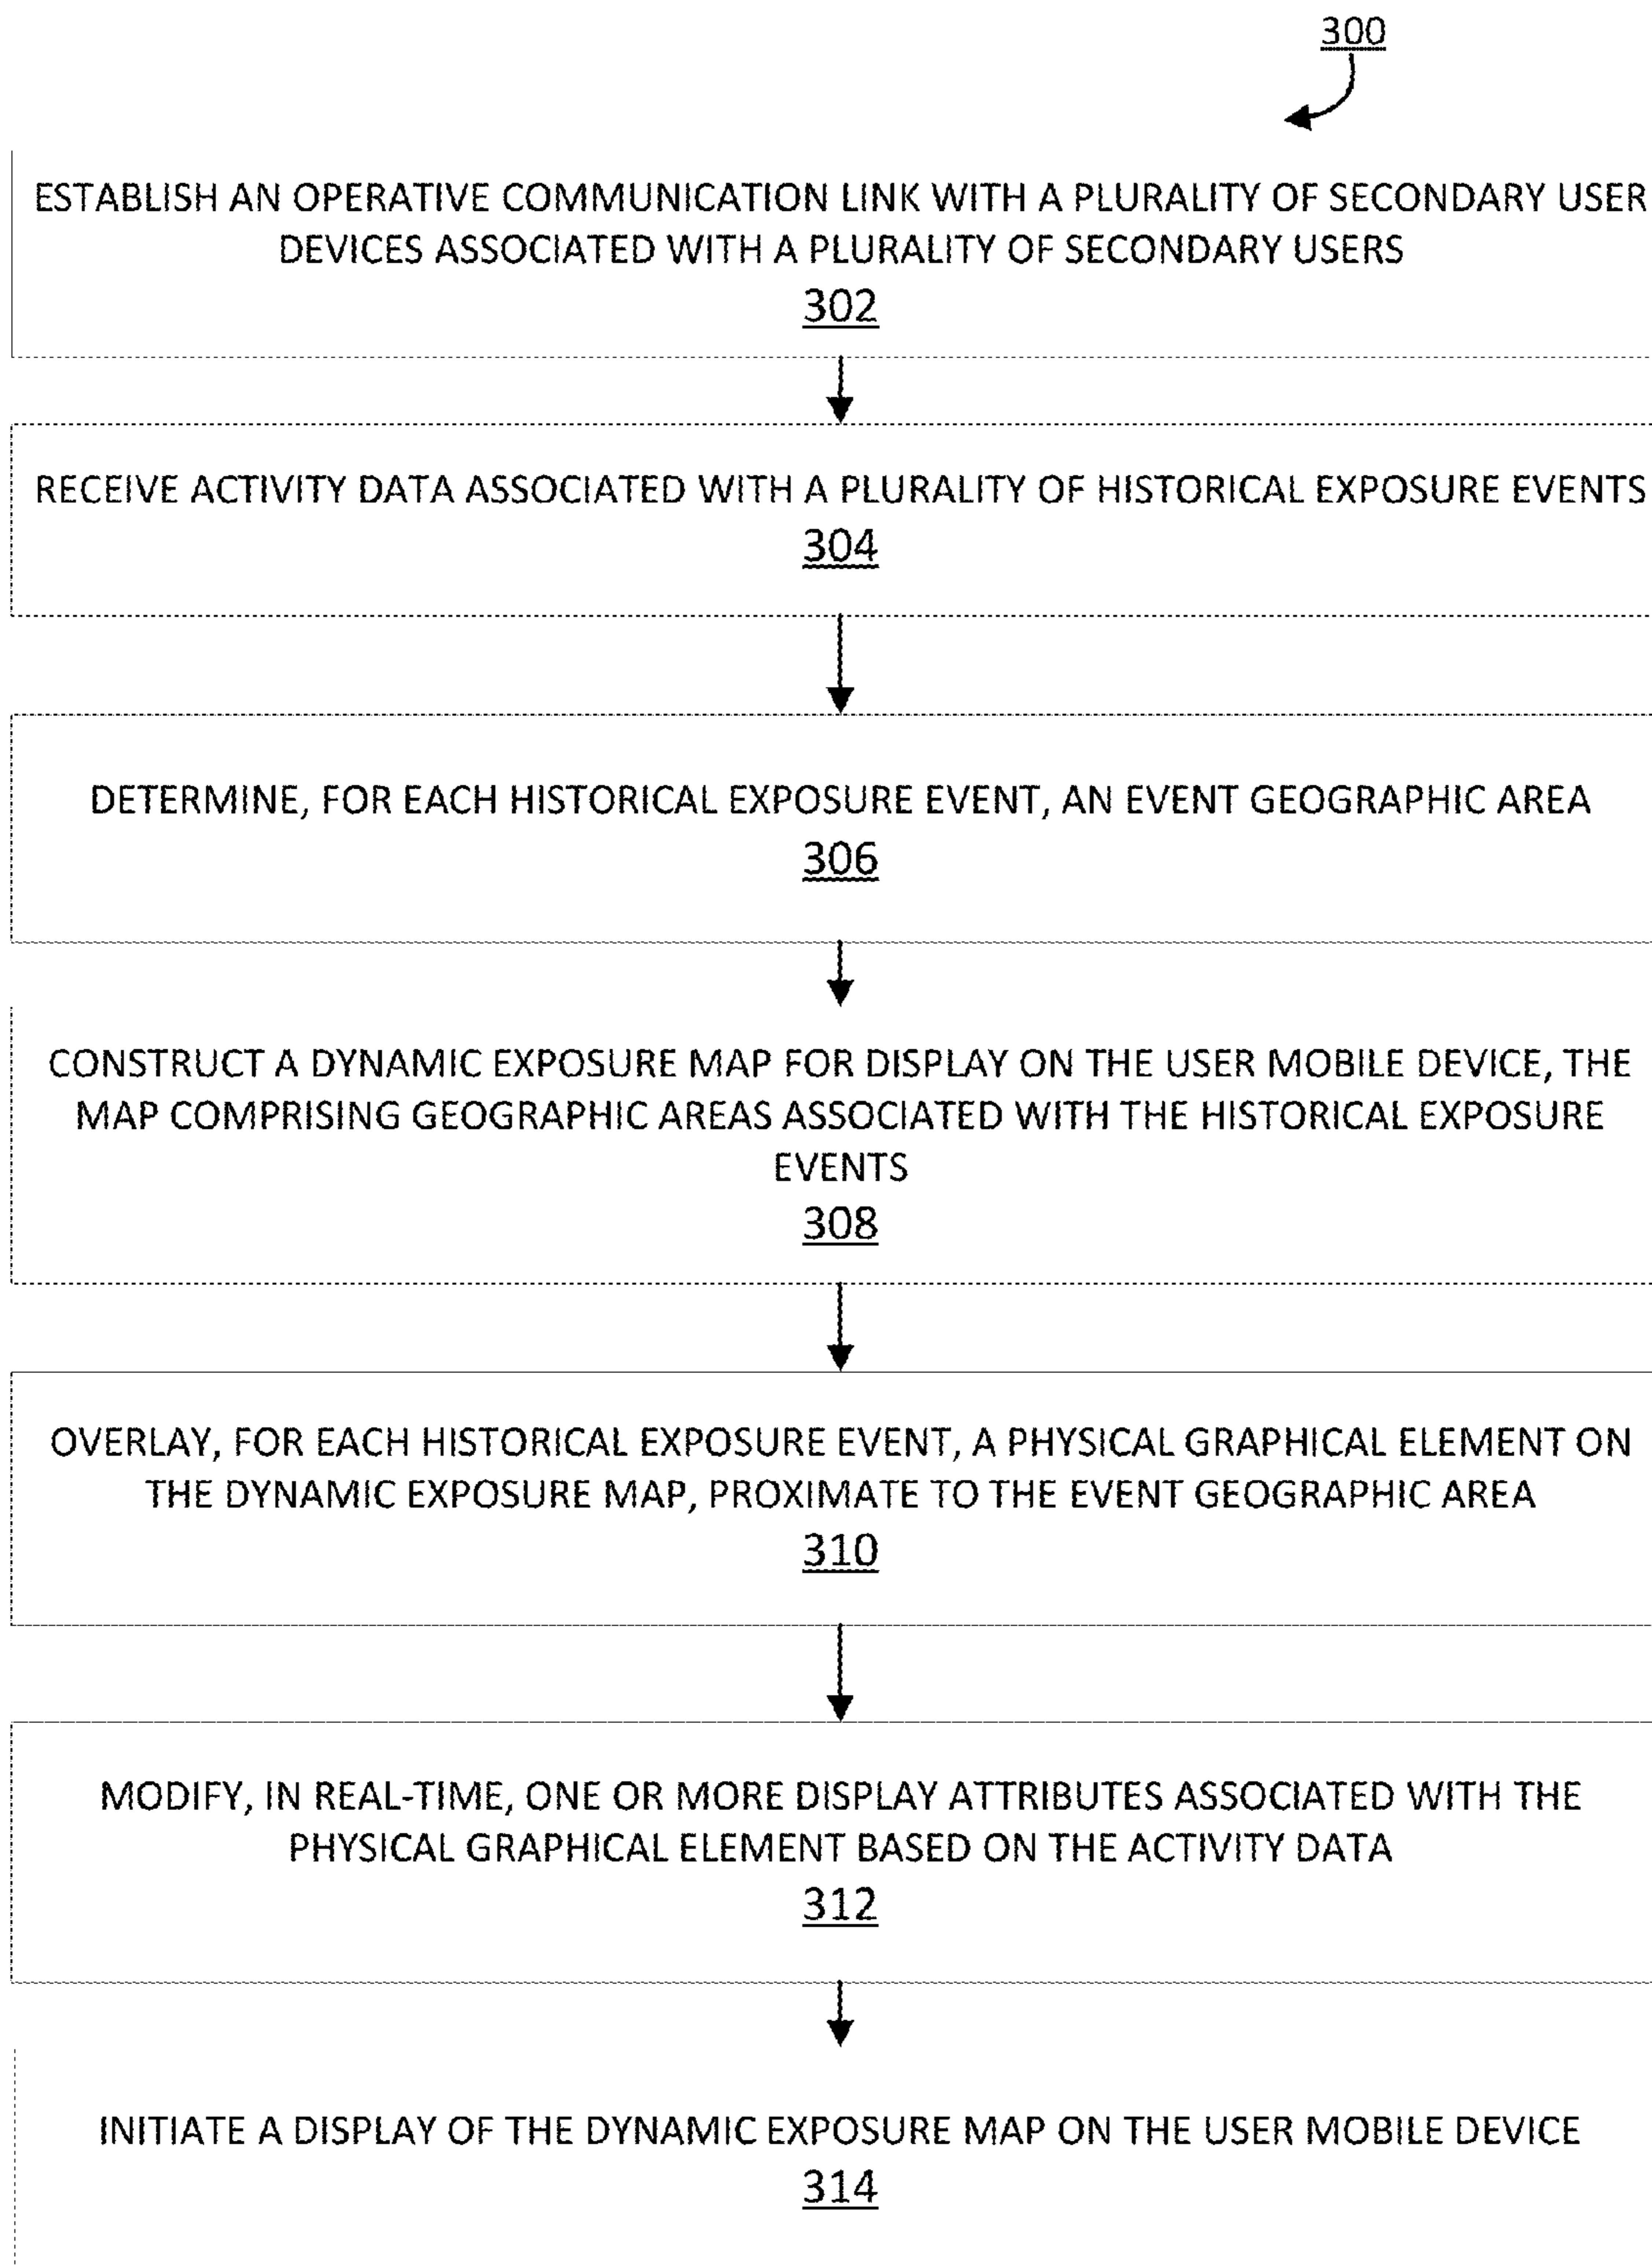 300
ESTABLISH AN OPERATIVE COMMUNICATION LINK WITH A PLURALITY OF SECONDARY USER
DEVICES ASSOCIATED WITH A PLURALITY OF SECONDARY USERS
302
RECEIVE ACTIVITY DATA ASSOCIATED WITH A PLURALITY OF HISTORICAL EXPOSURE EVENTS
304
DETERMINE, FOR EACH HISTORICAL EXPOSURE EVENT, AN EVENT GEOGRAPHIC AREA
306
CONSTRUCT A DYNAMIC EXPOSURE MAP FOR DISPLAY ON THE USER MOBILE DEVICE, THE
MAP COMPRISING GEOGRAPHIC AREAS ASSOCIATED WITH THE HISTORICAL EXPOSURE
EVENTS
308
OVERLAY, FOR EACH HISTORICAL EXPOSURE EVENT, A PHYSICAL GRAPHICAL ELEMENT ON
THE DYNAMIC EXPOSURE MAP, PROXIMATE TO THE EVENT GEOGRAPHIC AREA
310
MODIFY, IN REAL-TIME, ONE OR MORE DISPLAY ATTRIBUTES ASSOCIATED WITH THE
PHYSICAL GRAPHICAL ELEMENT BASED ON THE ACTIVITY DATA
312
INITIATE A DISPLAY OF THE DYNAMIC EXPOSURE MAP ON THE USER MOBILE DEVICE
314